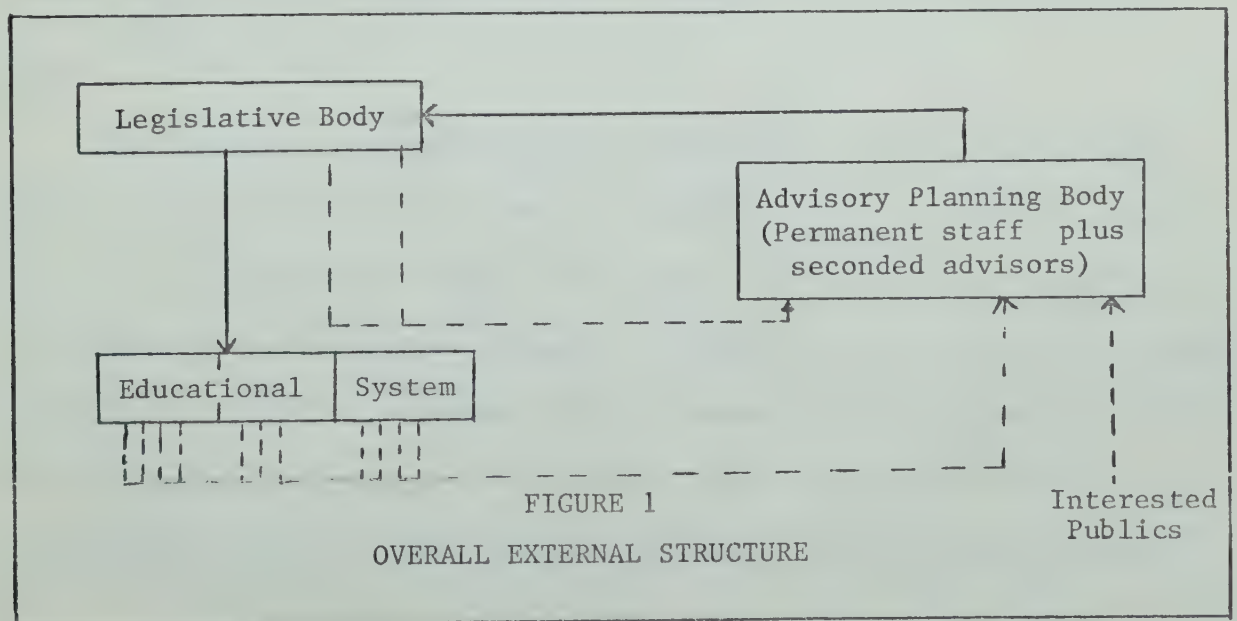 Legislative Body
Advisory Planning Body
(Permanent staff plus
seconded advisors)
Educational System
Interested
Publics
FIGURE 1
OVERALL EXTERNAL STRUCTURE